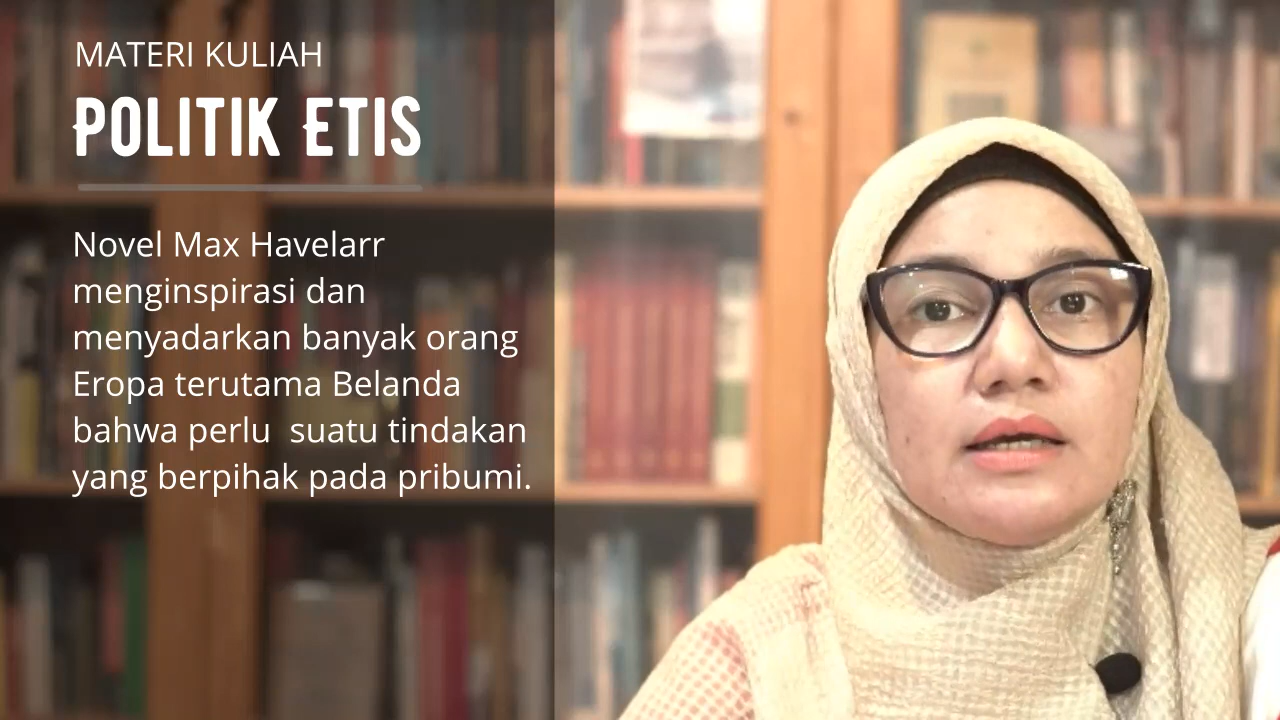 MATERI KULIAH
POLITIK ETIS
Novel Max Havelarr
menginspirasi dan
menyadarkan banyak orang
Eropa terutama Belanda
bahwa perlu  suatu tindakan
yang berpihak pada pribumi.